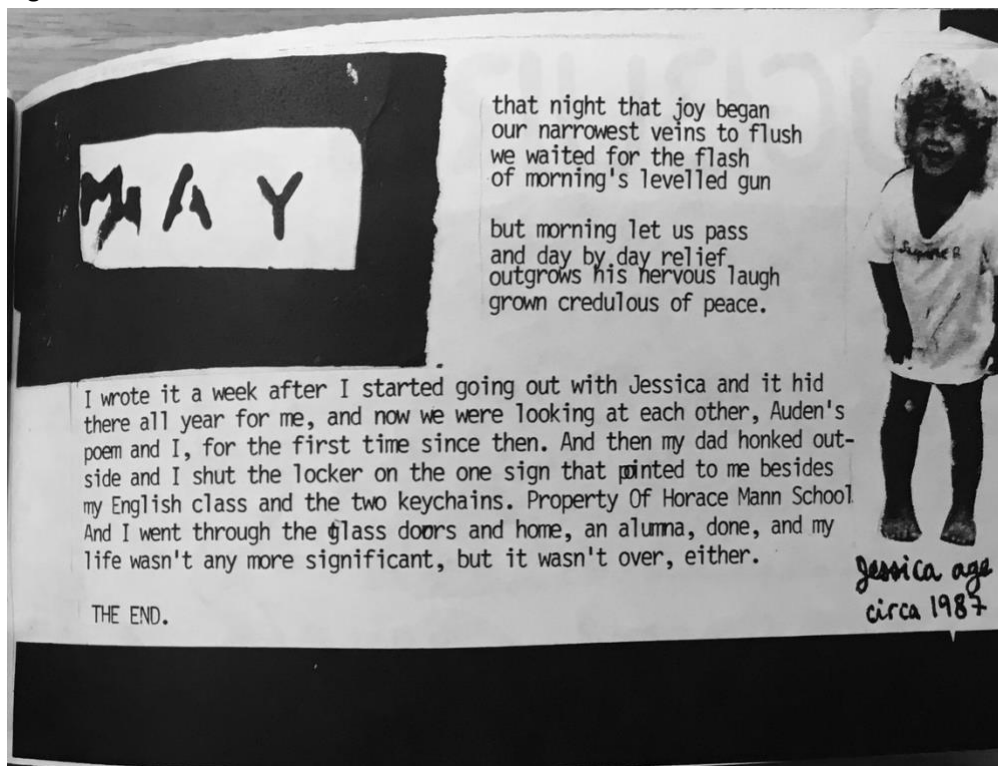 MAY
that night that joy began
our narrowest veins to flush
we waited for the flash
of morning's levelled gun
but morning let us pass
and day by day relief
outgrows his nervous laugh
grown credulous of peace.
I wrote it a week after I started going out with Jessica and it hid
there all year for me, and now we were looking at each other, Auden's
poem and I, for the first time since then. And then my dad honked out-
side and I shut the locker on the one sign that pointed to me besides
my English class and the two keychains. Property Of Horace Mann School
And I went through the glass doors and home, an alumna, done, and my
life wasn't any more significant, but it wasn't over, either.
THE END.
Jessica age
circa 1987